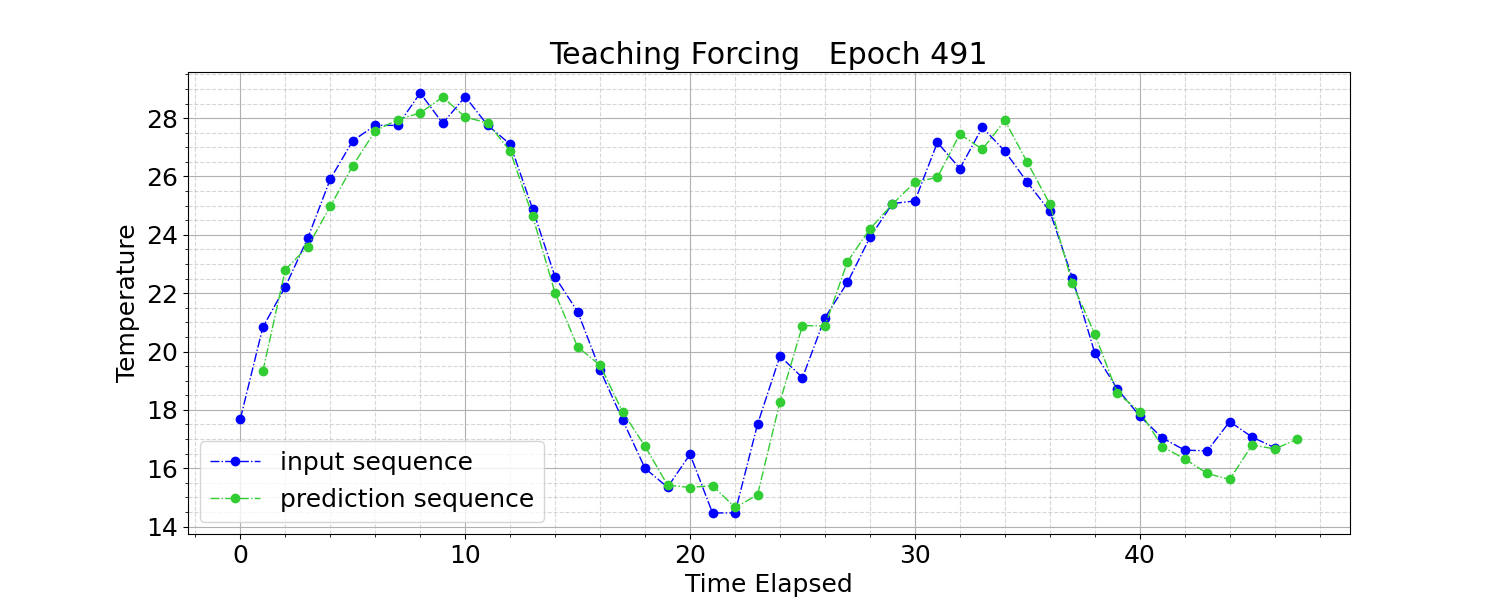 Teaching Forcing   Epoch 491
28
26
24
22
20
18
16
14
Temperature
input sequence
prediction sequence
0 10 20 30 40
Time Elapsed